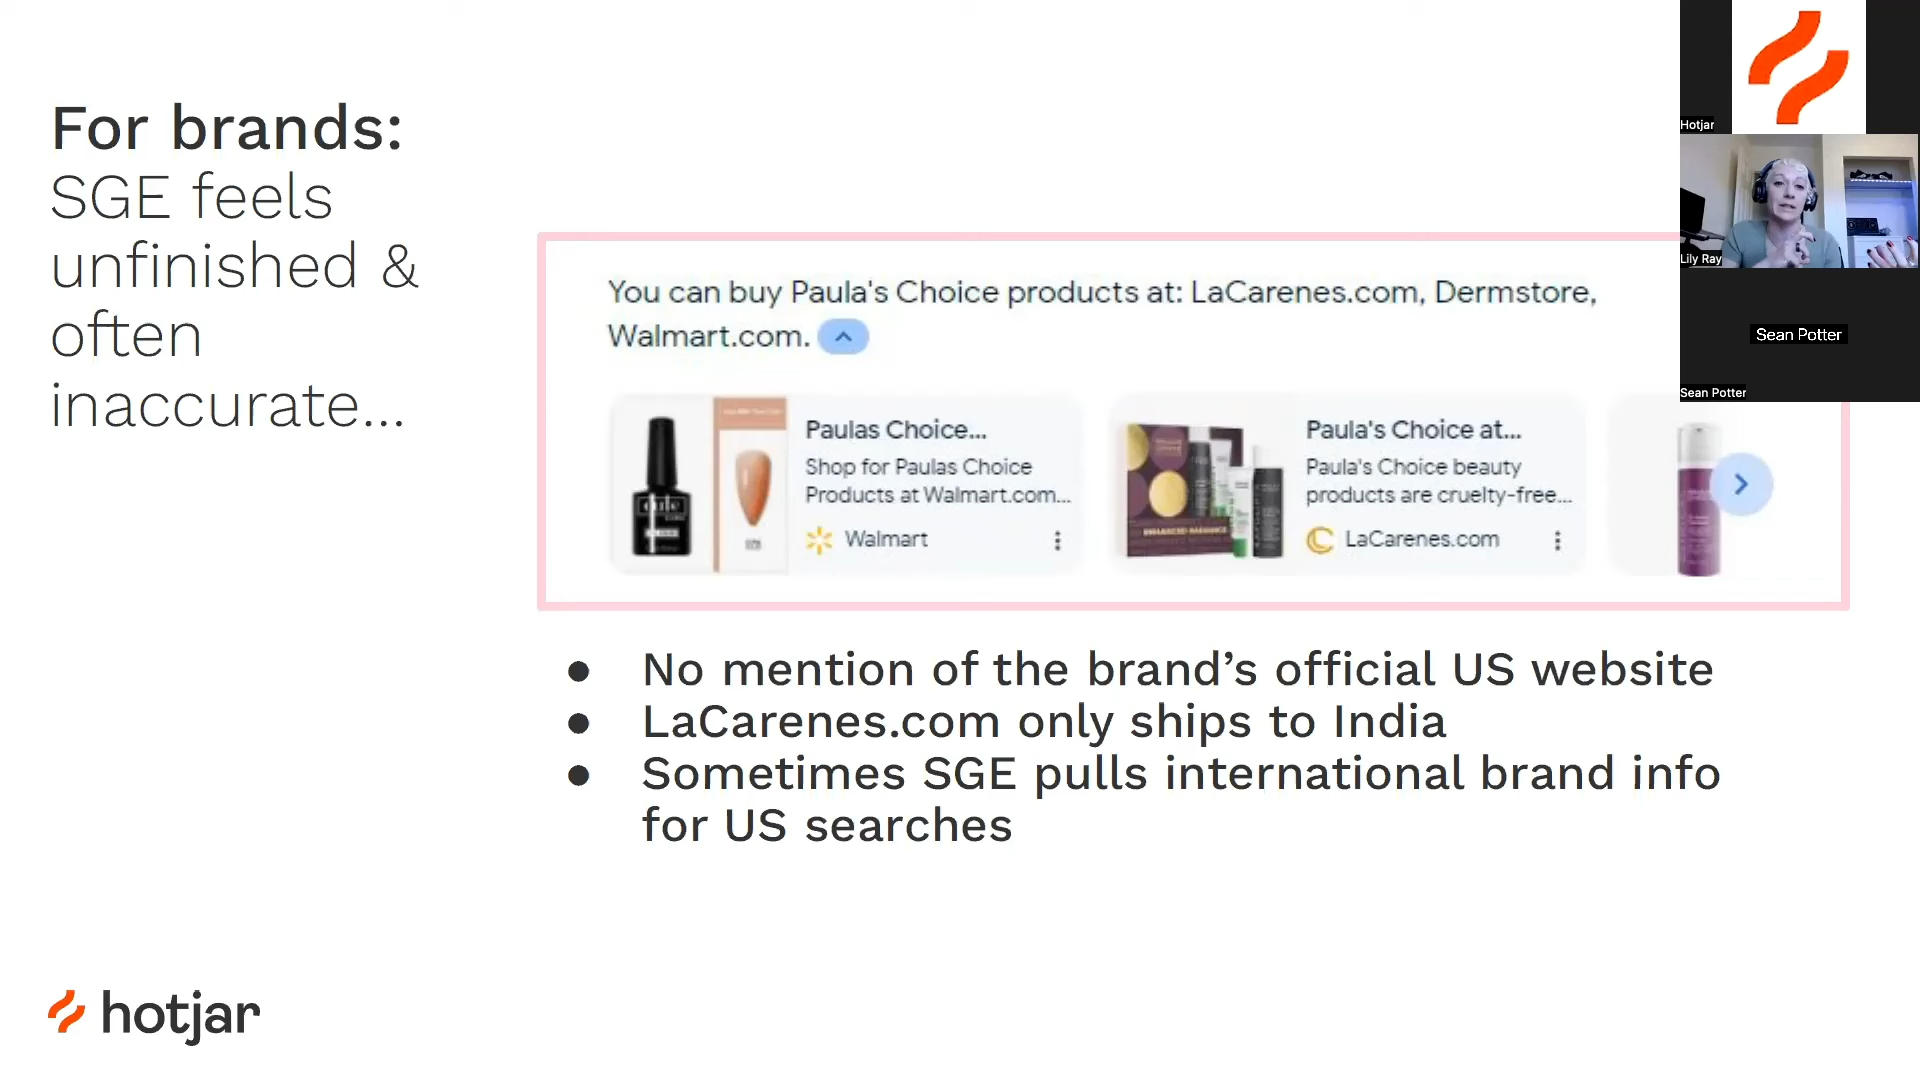 For brands:
SGE feels
unfinished &
often
inaccurate...
You can buy Paula's Choice products at: LaCarenes.com, Dermstore,
Walmart.com.
Paulas Choice...
Shop for Paulas Choice
Products at Walmart.com...
Walmart
Paula's Choice at...
Paula's Choice beauty
products are cruelty-free...
LaCarenes.com
● No mention of the brand’s official US website
● LaCarenes.com only ships to India
● Sometimes SGE pulls international brand info
for US searches
hotjar
Hotjar
Lily Ray
Sean Potter
Sean Potter